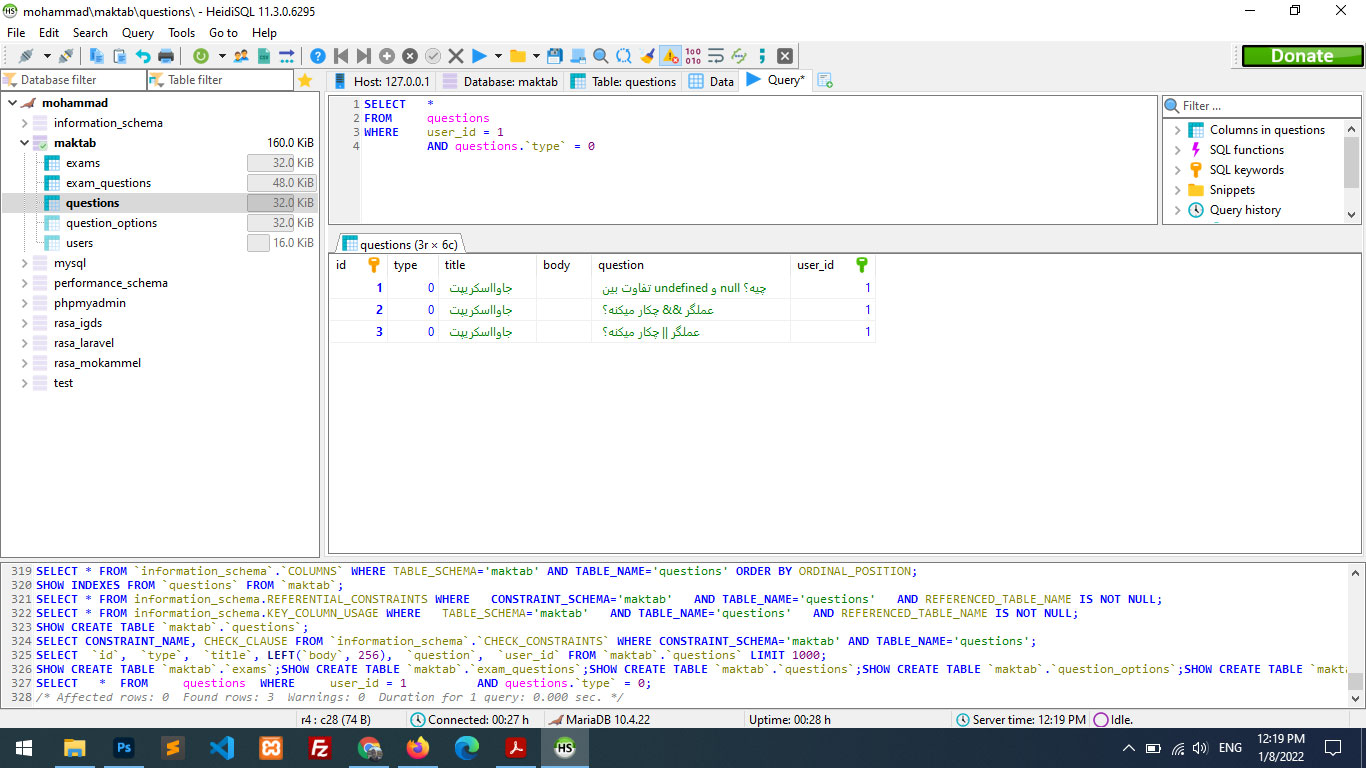 mohammad\maktab\questions\ - HeidiSQL 11.3.0.6295
File Edit Search Query Tools Go to Help
Donate
Database filter Table filter Host: 127.0.0.1 Database: maktab Table: questions Data Query*
mohammad
information_schema
maktab 160.0 KiB
exams 32.0 KiB
exam_questions 48.0 KiB
questions 32.0 KiB
question_options 32.0 KiB
users 16.0 KiB
mysql
performance_schema
phpmyadmin
rasa_igds
rasa_laravel
rasa_mokammel
test
1 SELECT *
2 FROM questions
3 WHERE user_id = 1
4 AND questions.`type` = 0
Filter ...
Columns in questions
SQL functions
SQL keywords
Snippets
Query history
questions (3r × 6c)
id type title body question user_id
1 0 جاوااسکریپت تفاوت بین undefined و null چیه؟ 1
2 0 جاوااسکریپت عملگر && چکار میکنه؟ 1
3 0 جاوااسکریپت عملگر || چکار میکنه؟ 1
319 SELECT * FROM `information_schema`.`COLUMNS` WHERE TABLE_SCHEMA='maktab' AND TABLE_NAME='questions' ORDER BY ORDINAL_POSITION;
320 SHOW INDEXES FROM `questions` FROM `maktab`;
321 SELECT * FROM information_schema.REFERENTIAL_CONSTRAINTS WHERE CONSTRAINT_SCHEMA='maktab' AND TABLE_NAME='questions' AND REFERENCED_TABLE_NAME IS NOT NULL;
322 SELECT * FROM information_schema.KEY_COLUMN_USAGE WHERE TABLE_SCHEMA='maktab' AND TABLE_NAME='questions' AND REFERENCED_TABLE_NAME IS NOT NULL;
323 SHOW CREATE TABLE `maktab`.`questions`;
324 SELECT CONSTRAINT_NAME, CHECK_CLAUSE FROM `information_schema`.`CHECK_CONSTRAINTS` WHERE CONSTRAINT_SCHEMA='maktab' AND TABLE_NAME='questions';
325 SELECT `id`, `type`, `title`, LEFT(`body`, 256), `question`, `user_id` FROM `maktab`.`questions` LIMIT 1000;
326 SHOW CREATE TABLE `maktab`.`exams`;SHOW CREATE TABLE `maktab`.`exam_questions`;SHOW CREATE TABLE `maktab`.`questions`;SHOW CREATE TABLE `maktab`.`question_options`;SHOW CREATE TABLE `makt
327 SELECT * FROM questions WHERE user_id = 1 AND questions.`type` = 0;
328 /* Affected rows: 0 Found rows: 3 Warnings: 0 Duration for 1 query: 0.000 sec. */
r4 : c28 (74 B) Connected: 00:27 h MariaDB 10.4.22 Uptime: 00:28 h Server time: 12:19 PM Idle.
ENG 12:19 PM
1/8/2022